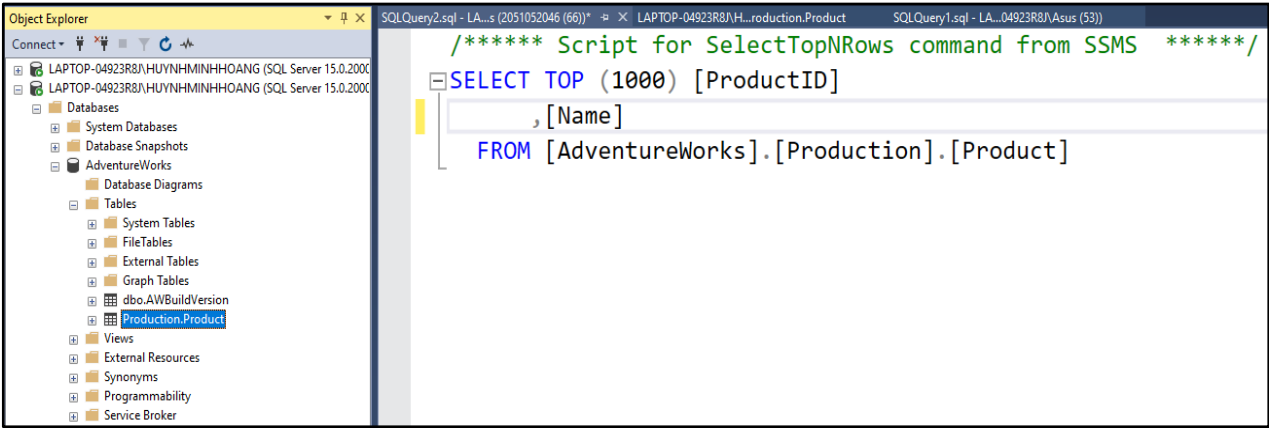 Object Explorer
Connect
LAPTOP-04923R8J\HUYNHMINHHOANG (SQL Server 15.0.2000
LAPTOP-04923R8J\HUYNHMINHHOANG (SQL Server 15.0.2000
Databases
System Databases
Database Snapshots
AdventureWorks
Database Diagrams
Tables
System Tables
FileTables
External Tables
Graph Tables
dbo.AWBuildVersion
Production.Product
Views
External Resources
Synonyms
Programmability
Service Broker
SQLQuery2.sql - LA...s (2051052046 (66))* LAPTOP-04923R8J\H...roduction.Product SQLQuery1.sql - LA...04923R8J\Asus (53))
/****** Script for SelectTopNRows command from SSMS ******/
SELECT TOP (1000) [ProductID]
,[Name]
FROM [AdventureWorks].[Production].[Product]